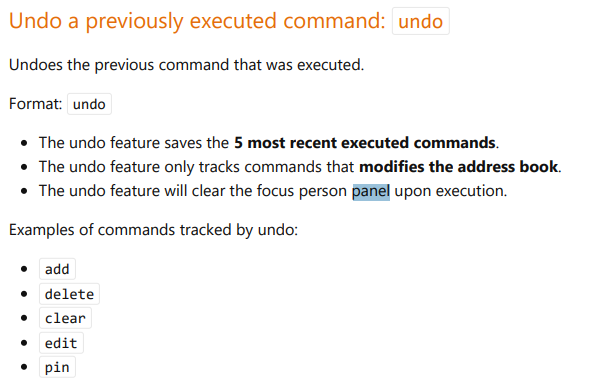 Undo a previously executed command: undo
Undoes the previous command that was executed.
Format: undo
The undo feature saves the 5 most recent executed commands.
The undo feature only tracks commands that modifies the address book.
The undo feature will clear the focus person panel upon execution.
Examples of commands tracked by undo:
add
delete
clear
edit
pin